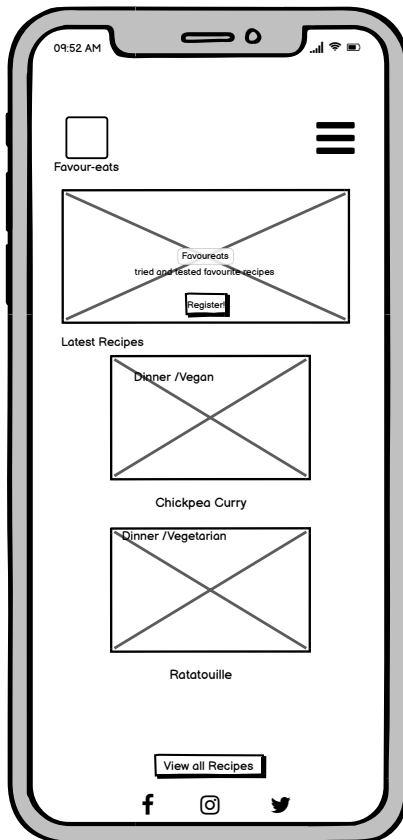 09:52 AM
Favour-eats
Favoureats
tried and tested favourite recipes
Register!
Latest Recipes
Dinner /Vegan
Chickpea Curry
Dinner /Vegetarian
Ratatouille
View all Recipes